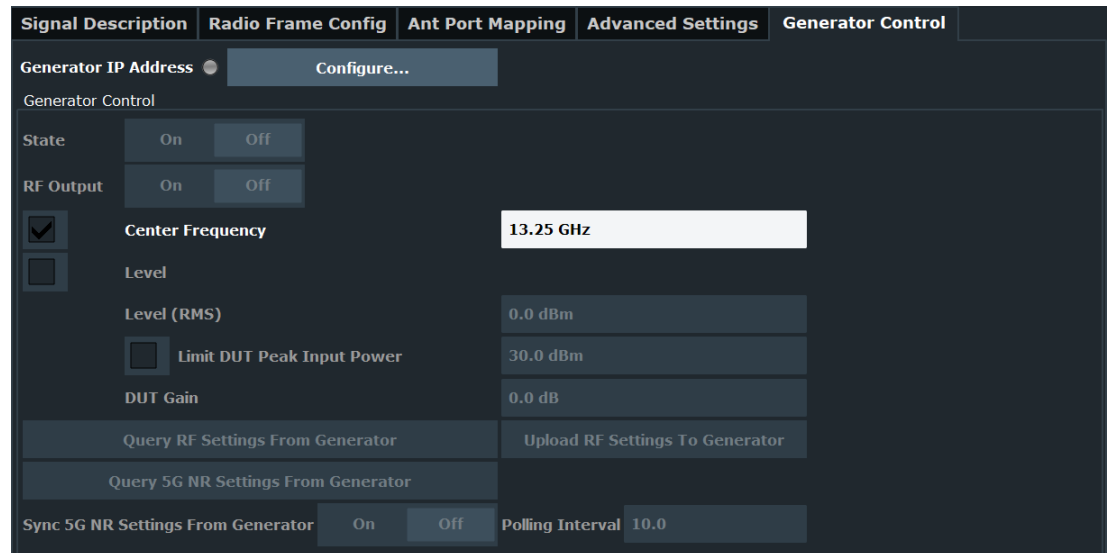 Signal Description Radio Frame Config Ant Port Mapping Advanced Settings Generator Control
Generator IP Address Configure...
Generator Control
State On Off
RF Output On Off
Center Frequency 13.25 GHz
Level
Level (RMS) 0.0 dBm
Limit DUT Peak Input Power 30.0 dBm
DUT Gain 0.0 dB
Query RF Settings From Generator Upload RF Settings To Generator
Query 5G NR Settings From Generator
Sync 5G NR Settings From Generator On Off Polling Interval 10.0